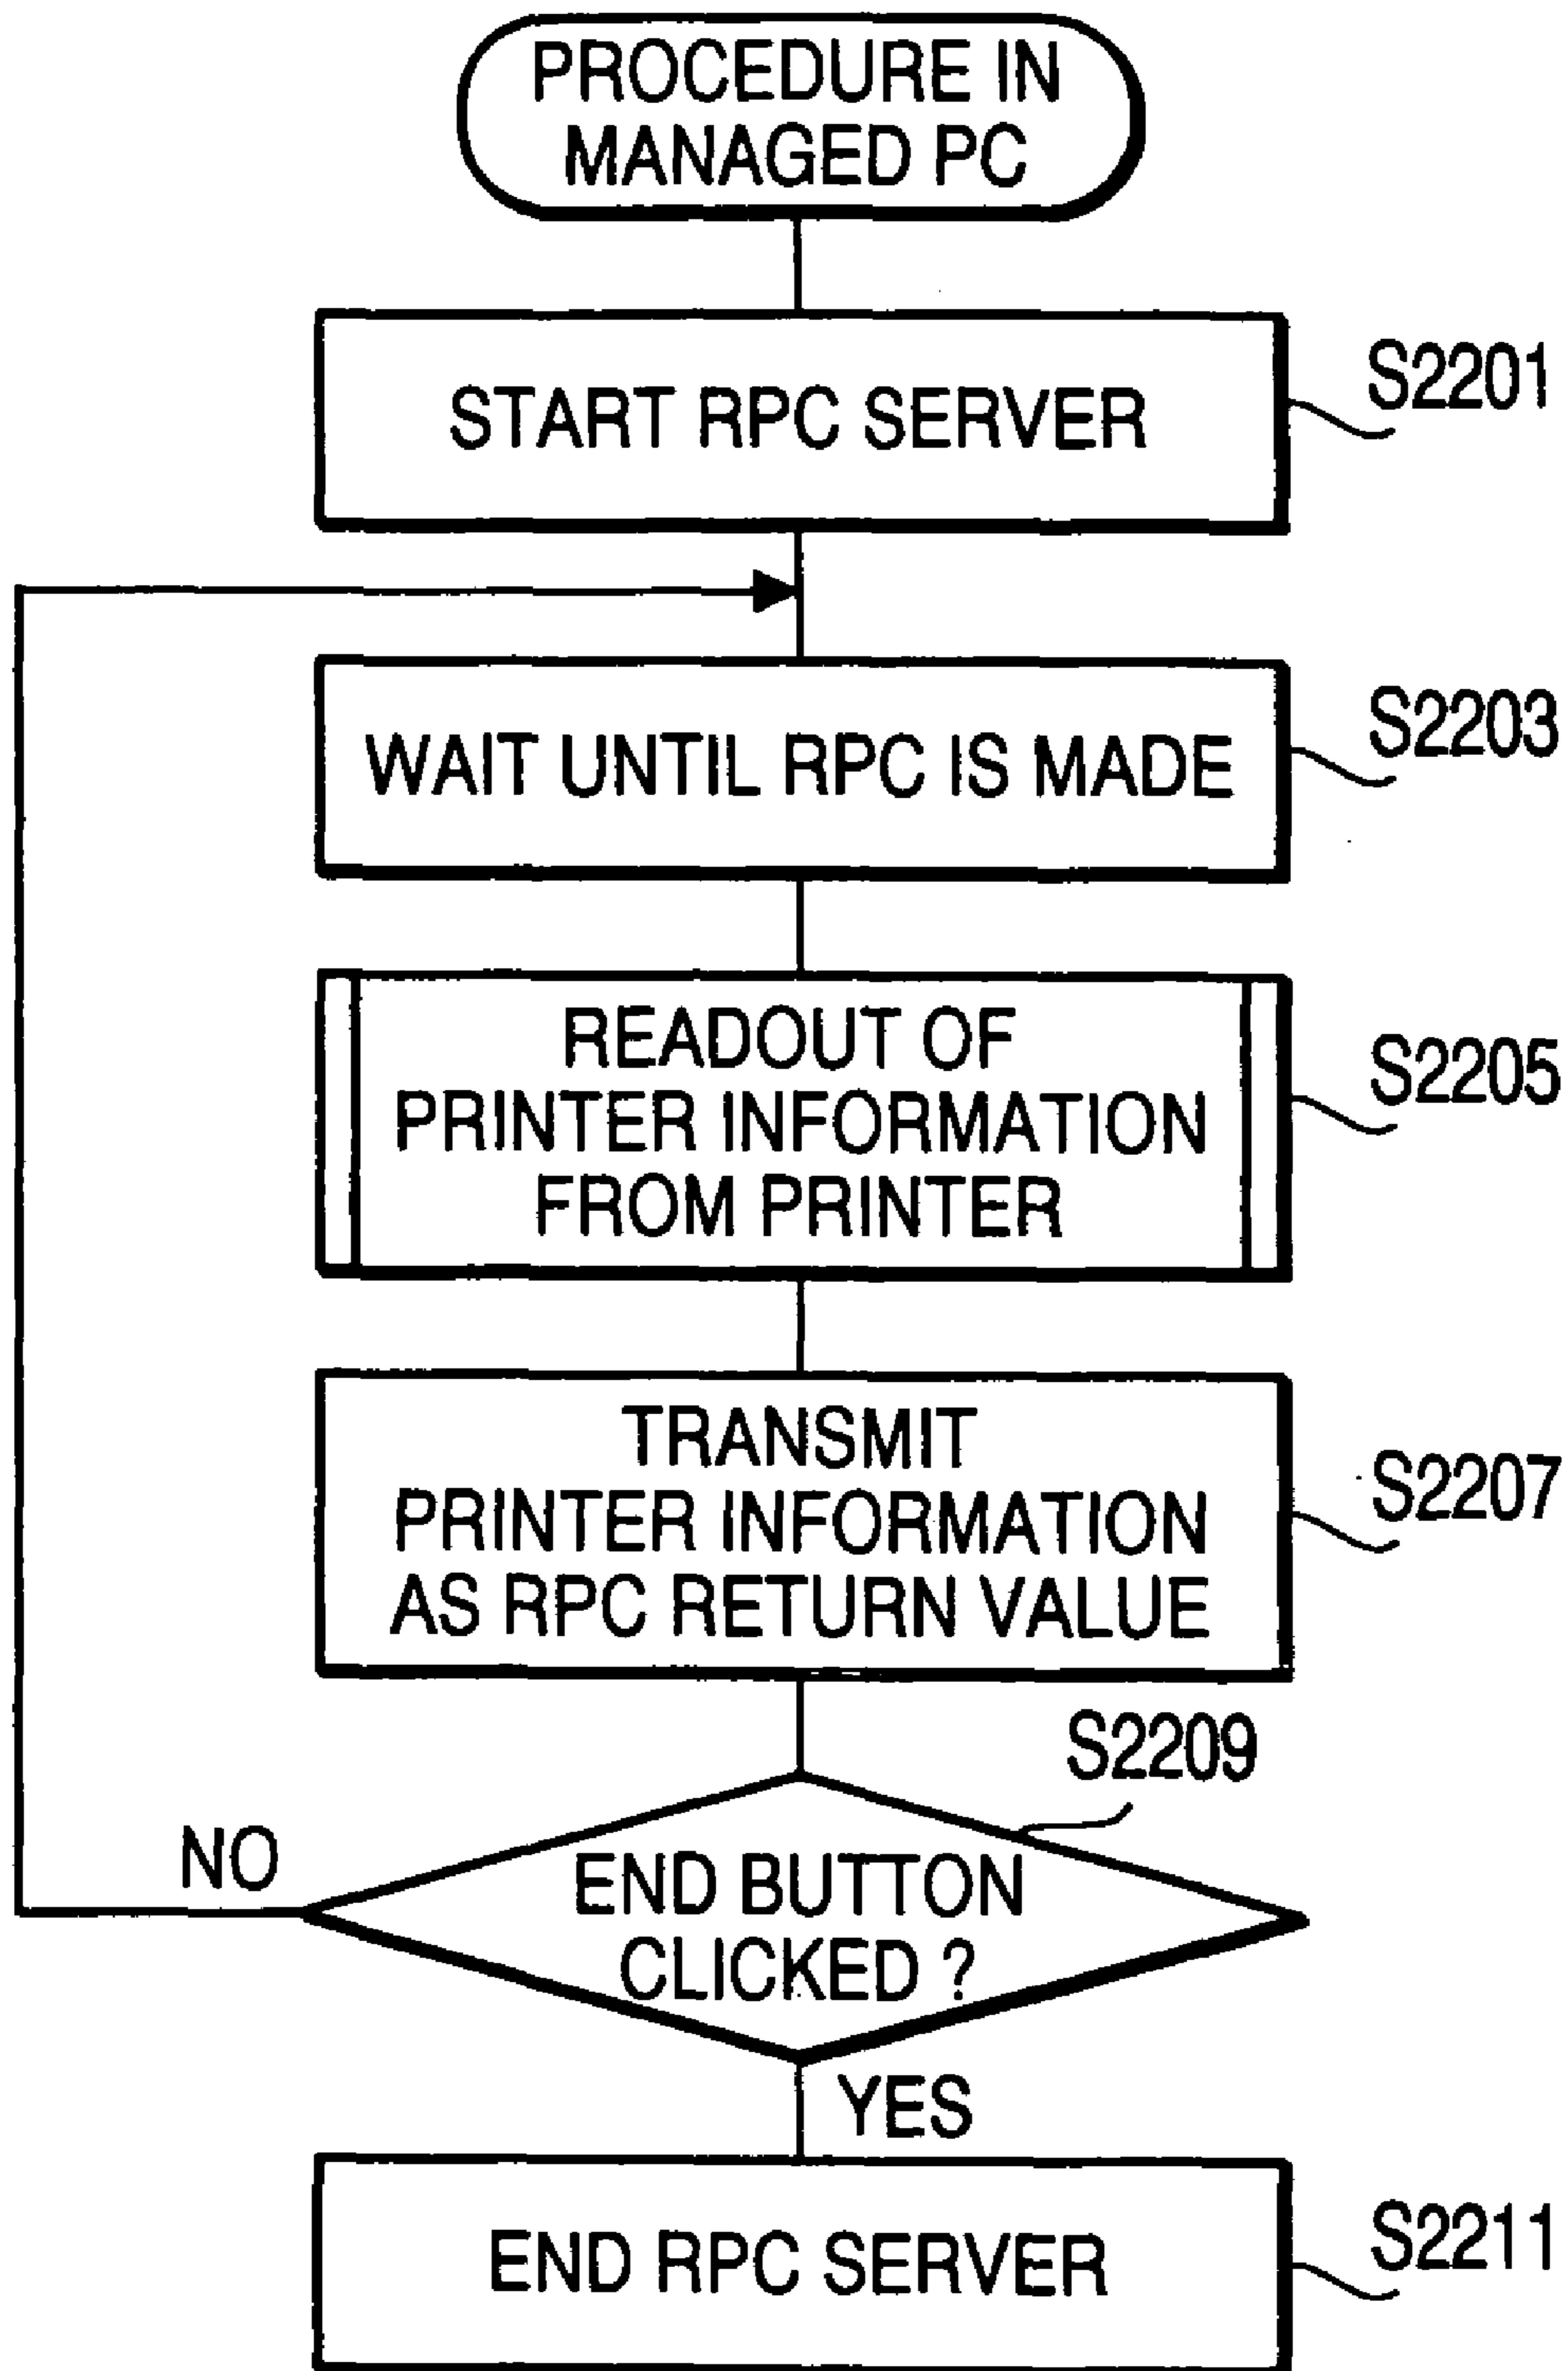 PROCEDURE IN
MANAGED PC
START RPC SERVER
S2201
WAIT UNTIL RPC IS MADE
S2203
READOUT OF
PRINTER INFORMATION
FROM PRINTER
S2205
TRANSMIT
PRINTER INFORMATION
AS RPC RETURN VALUE
S2207
S2209
NO
END BUTTON
CLICKED ?
YES
END RPC SERVER
S2211